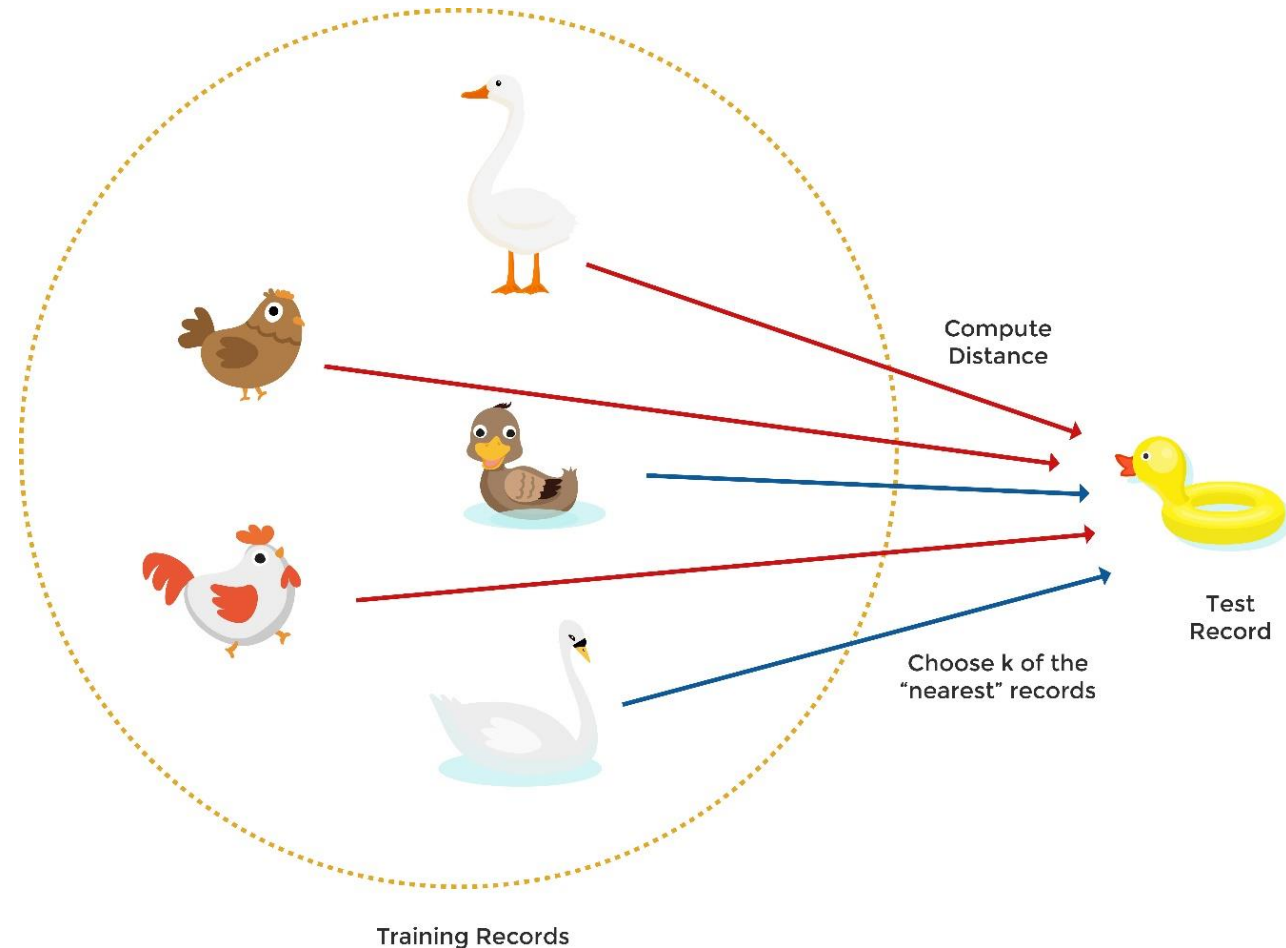 Compute
Distance
Test
Record
Choose k of the
“nearest” records
Training Records